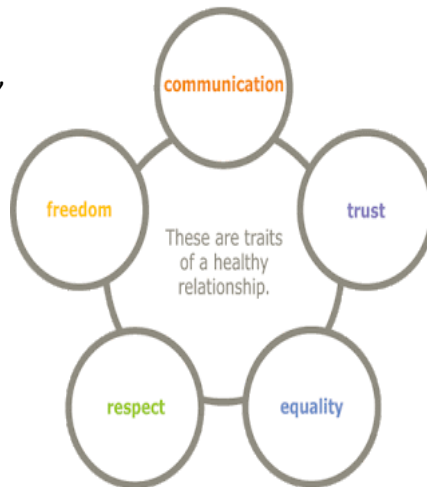 communication
freedom
trust
These are traits
of a healthy
relationship.
respect
equality